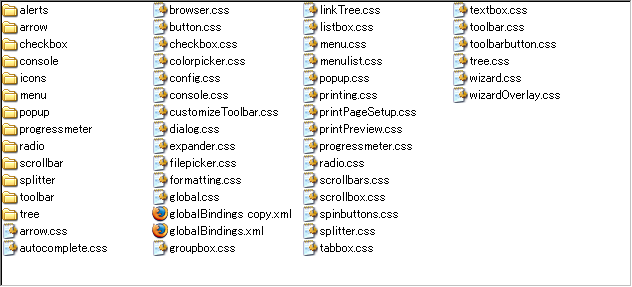 alerts
arrow
checkbox
console
icons
menu
popup
progressmeter
radio
scrollbar
splitter
toolbar
tree
arrow.css
autocomplete.css
browser.css
button.css
checkbox.css
colorpicker.css
config.css
console.css
customizeToolbar.css
dialog.css
expander.css
filepicker.css
formatting.css
global.css
globalBindings copy.xml
globalBindings.xml
groupbox.css
linkTree.css
listbox.css
menu.css
menulist.css
popup.css
printing.css
printPageSetup.css
printPreview.css
progressmeter.css
radio.css
scrollbars.css
scrollbox.css
spinbuttons.css
splitter.css
tabbox.css
textbox.css
toolbar.css
toolbarbutton.css
tree.css
wizard.css
wizardOverlay.css